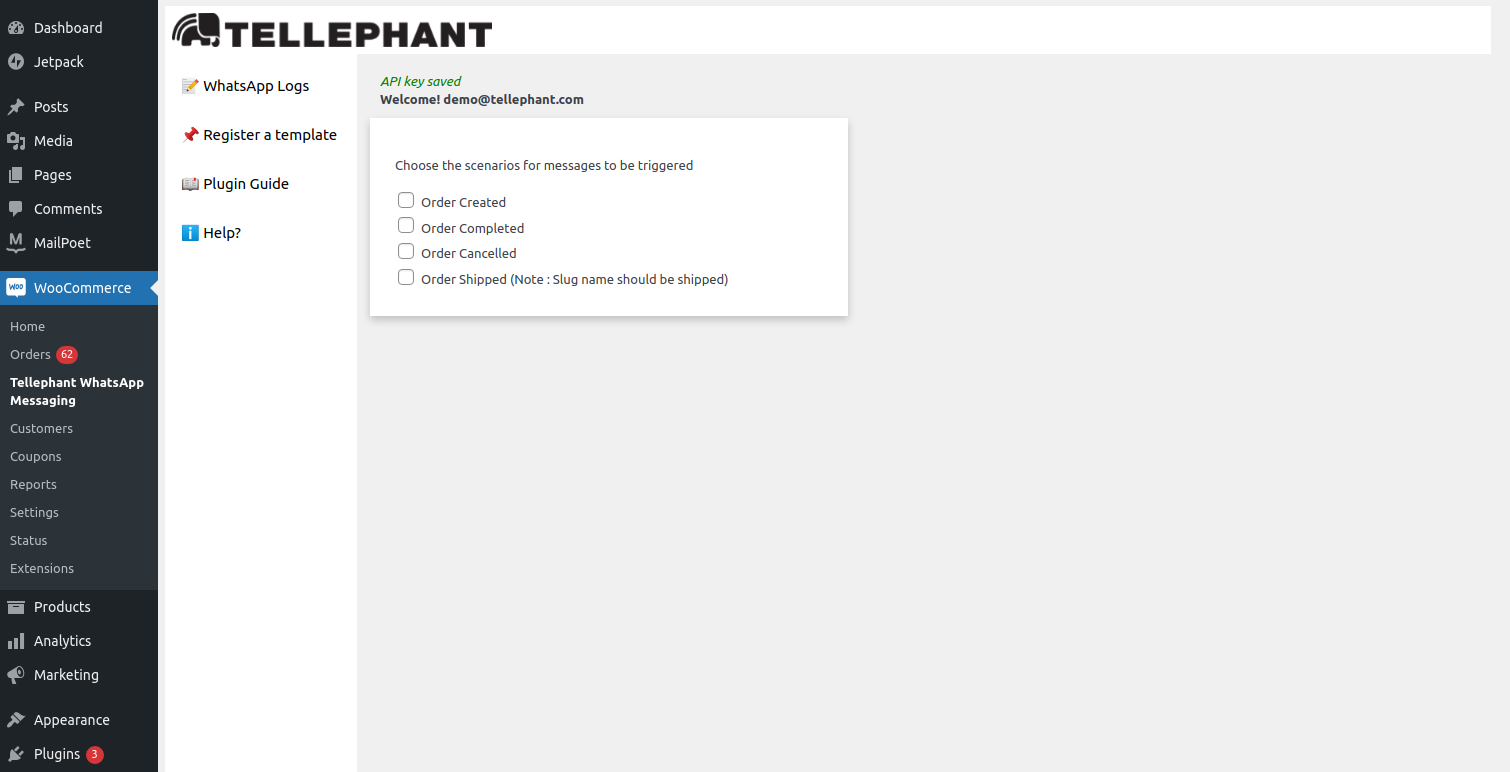 Dashboard
Jetpack
Posts
Media
Pages
Comments
MailPoet
WooCommerce
Home
Orders 62
Tellephant WhatsApp
Messaging
Customers
Coupons
Reports
Settings
Status
Extensions
Products
Analytics
Marketing
Appearance
Plugins 3
TELLEPHANT
WhatsApp Logs
Register a template
Plugin Guide
Help?
API key saved
Welcome! demo@tellephant.com
Choose the scenarios for messages to be triggered
Order Created
Order Completed
Order Cancelled
Order Shipped (Note : Slug name should be shipped)